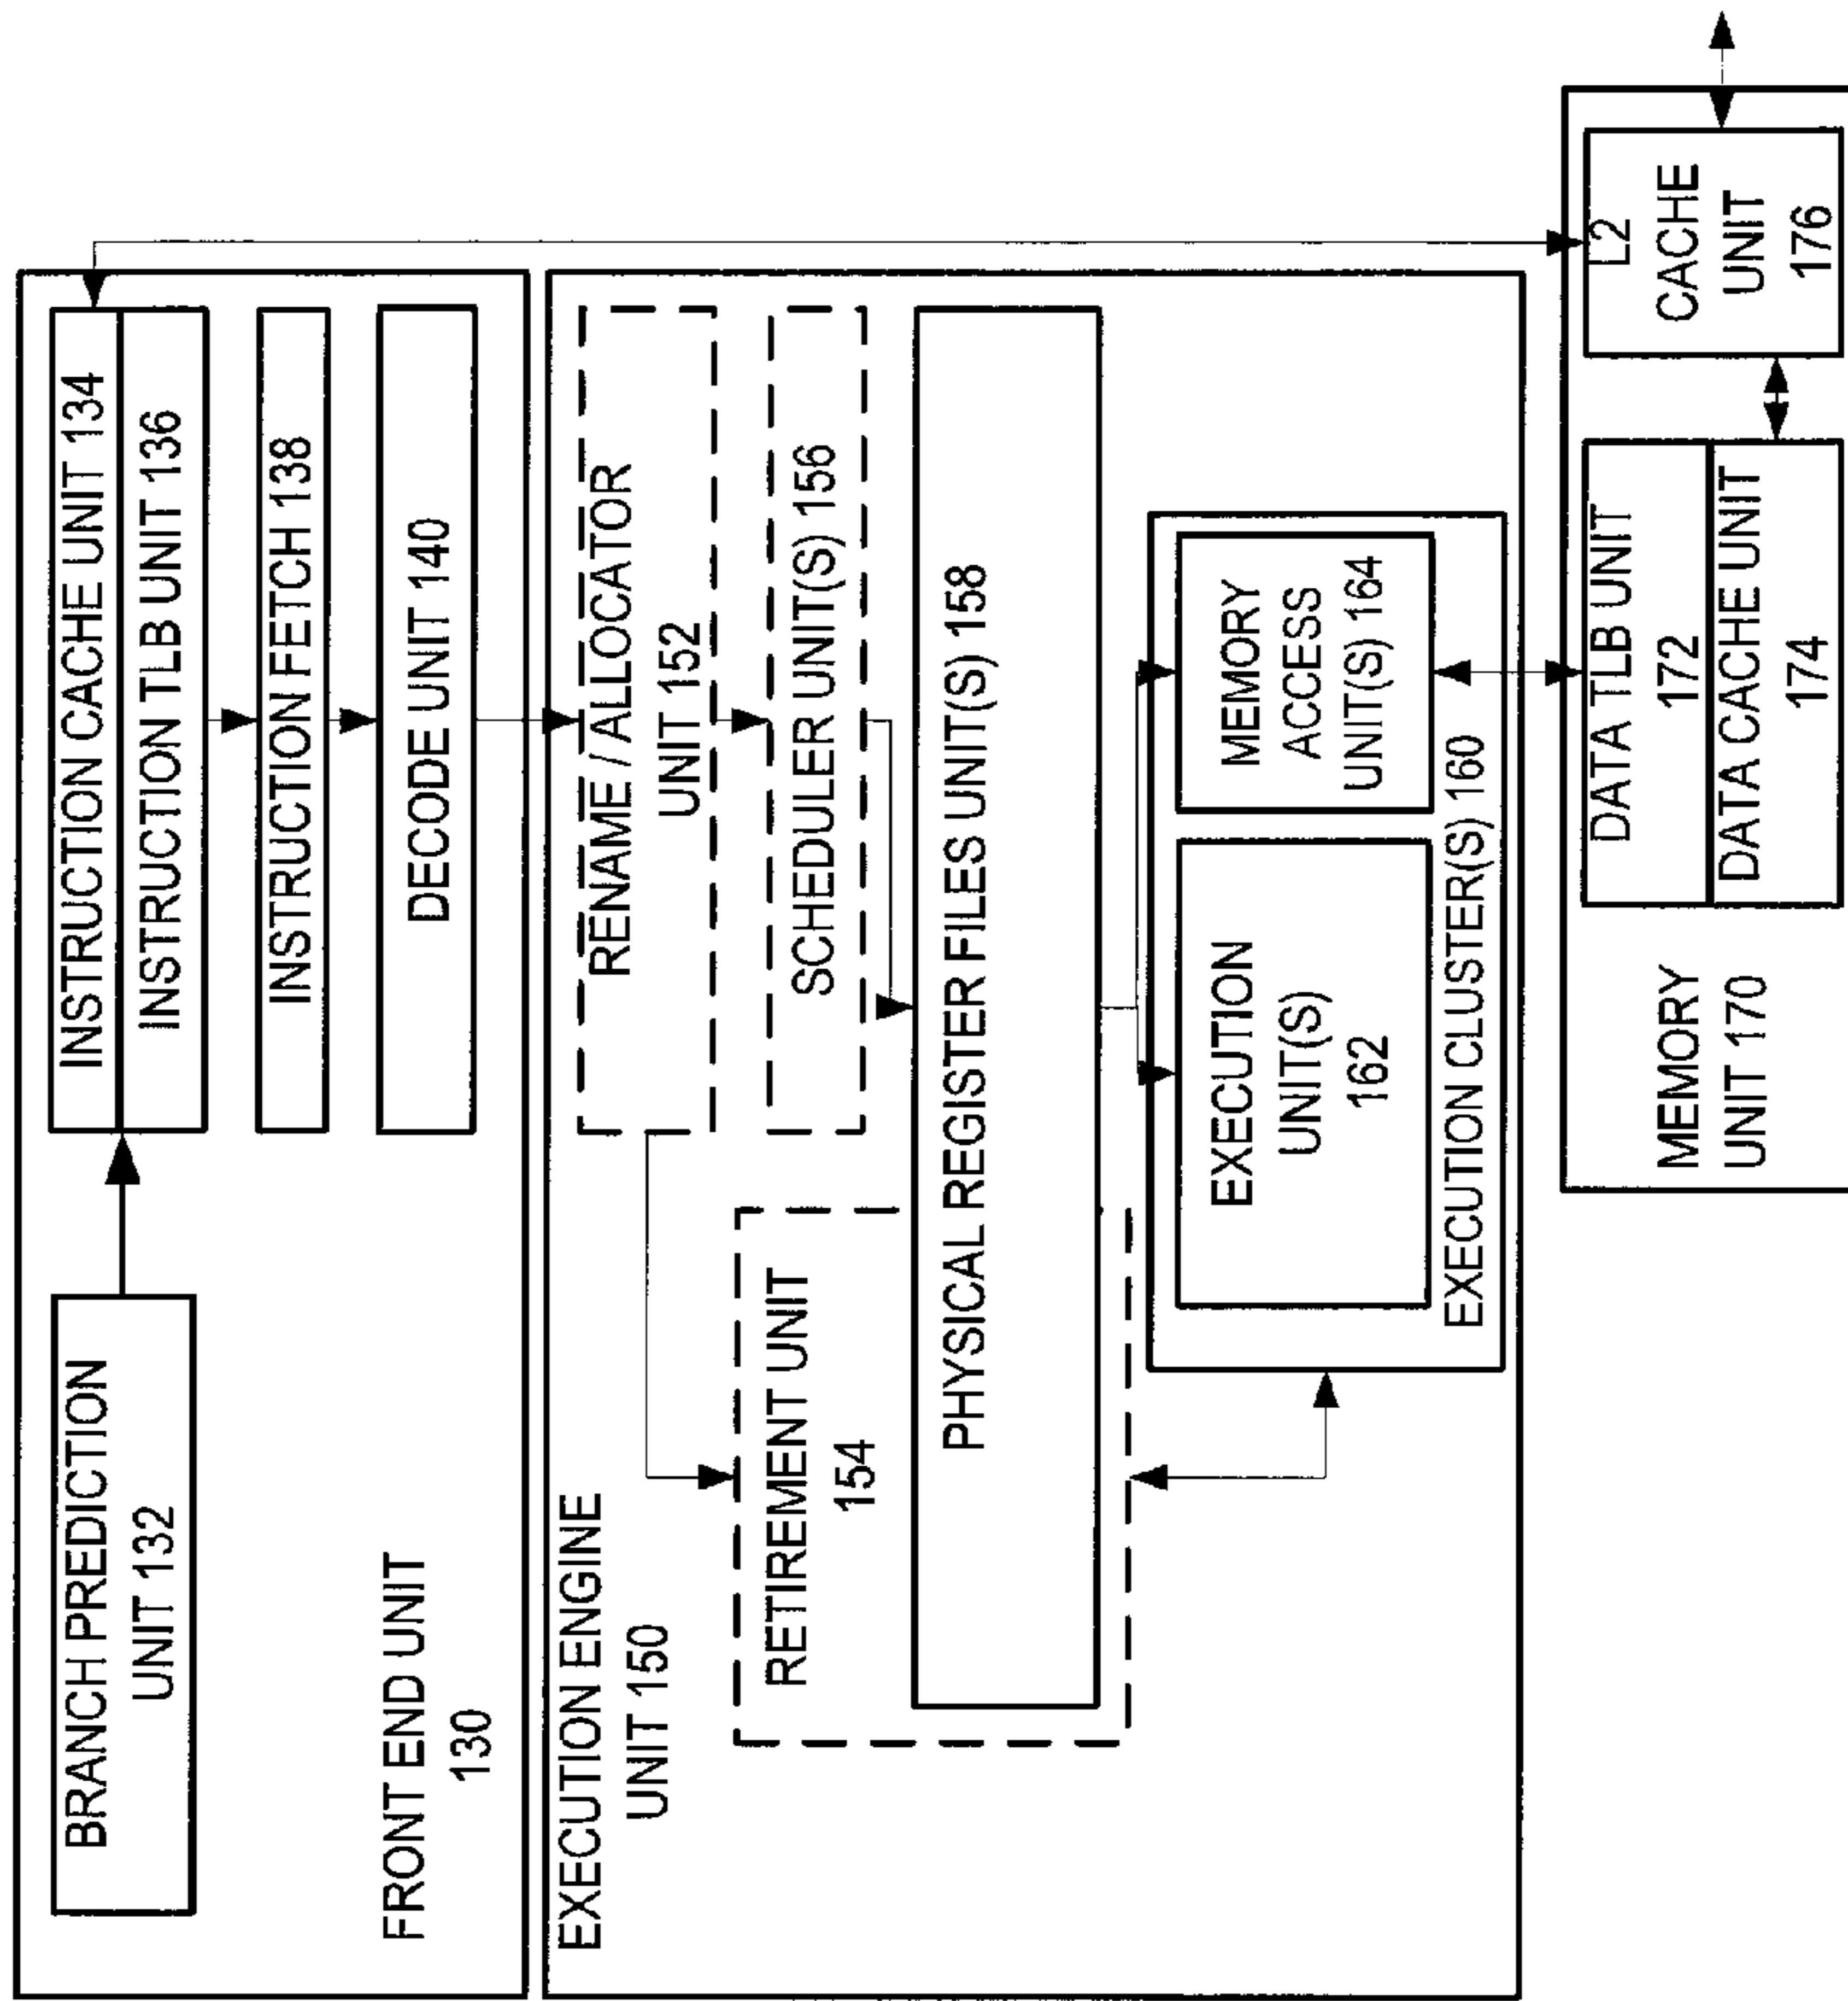 BRANCH PREDICTION
UNIT 132
INSTRUCTION CACHE UNIT 134
INSTRUCTION TLB UNIT 136
INSTRUCTION FETCH 138
DECODE UNIT 140
FRONT END UNIT
130
EXECUTION ENGINE
UNIT 150
RENAME / ALLOCATOR
UNIT 152
RETIREMENT UNIT
154
SCHEDULER UNIT(S) 156
PHYSICAL REGISTER FILES UNIT(S) 158
EXECUTION
UNIT(S)
162
MEMORY
ACCESS
UNIT(S) 164
EXECUTION CLUSTER(S) 160
MEMORY
UNIT 170
DATA TLB UNIT
172
DATA CACHE UNIT
174
L2
CACHE
UNIT
176